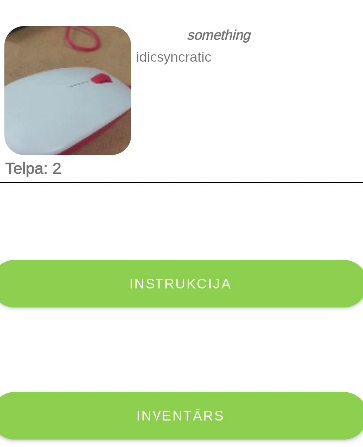 something
idicsyncratic
Telpa: 2
INSTRUKCIJA
INVENTĀRS